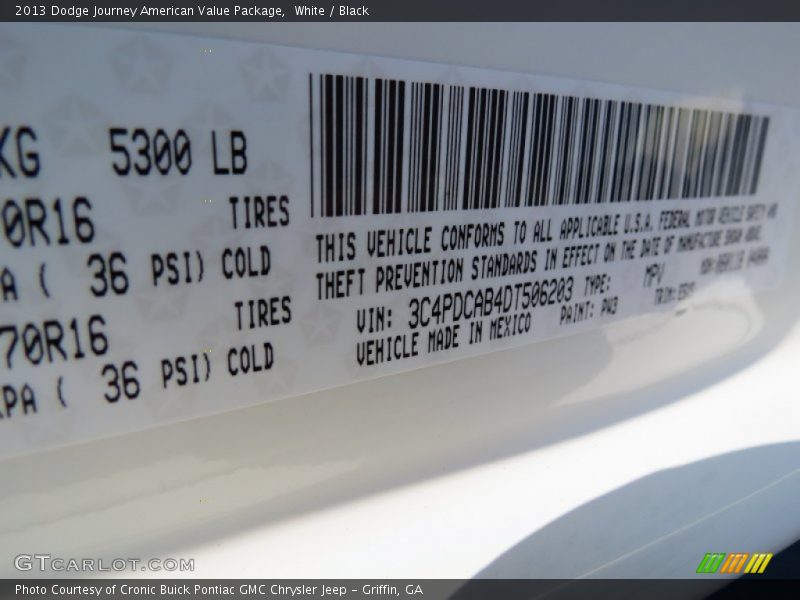 2013 Dodge Journey American Value Package, White / Black
KG 5300 LB
0R16 TIRES
PA ( 36 PSI) COLD
70R16 TIRES
KPA ( 36 PSI) COLD
THIS VEHICLE CONFORMS TO ALL APPLICABLE U.S.A. FEDERAL MOTOR VEHICLE SAFETY AND
THEFT PREVENTION STANDARDS IN EFFECT ON THE DATE OF MANUFACTURE SHOWN ABOVE.
VIN: 3C4PDCAB4DT506203 TYPE: MPV
VEHICLE MADE IN MEXICO PAINT: PW3 TRIM:
GTCARLOT.COM
Photo Courtesy of Cronic Buick Pontiac GMC Chrysler Jeep - Griffin, GA